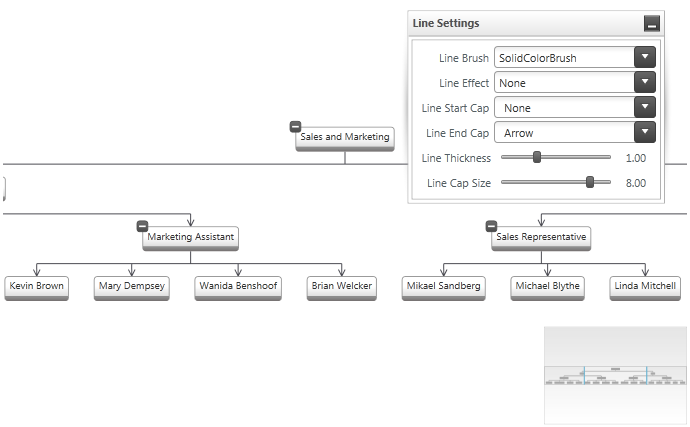 Line Settings
Line Brush SolidColorBrush
Line Effect None
Line Start Cap None
Line End Cap Arrow
Line Thickness 1.00
Line Cap Size 8.00
Sales and Marketing
Marketing Assistant
Sales Representative
Kevin Brown
Mary Dempsey
Wanida Benshoof
Brian Welcker
Mikael Sandberg
Michael Blythe
Linda Mitchell